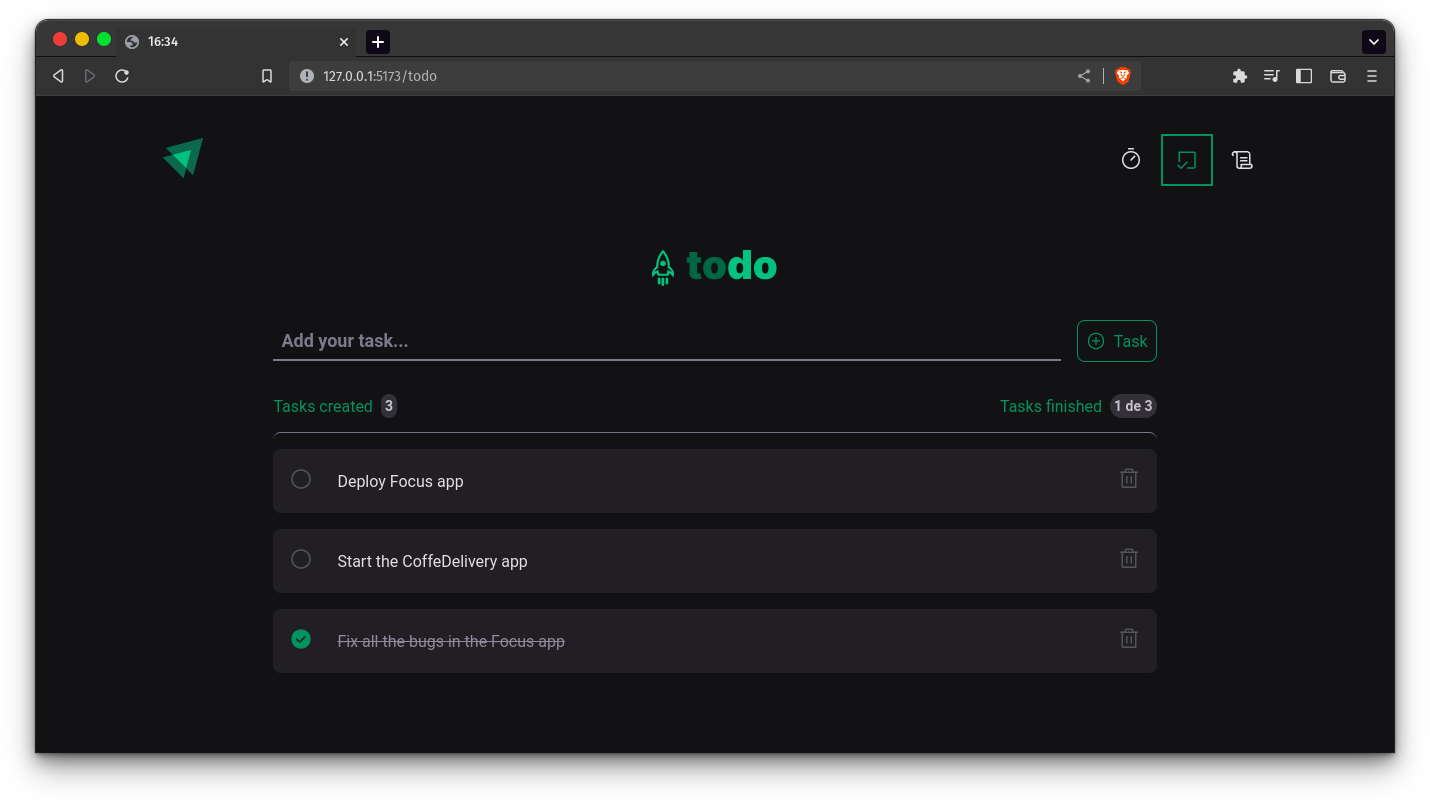 16:34
127.0.0.1:5173/todo
todo
Add your task...
Task
Tasks created 3
Tasks finished 1 de 3
Deploy Focus app
Start the CoffeDelivery app
Fix all the bugs in the Focus app